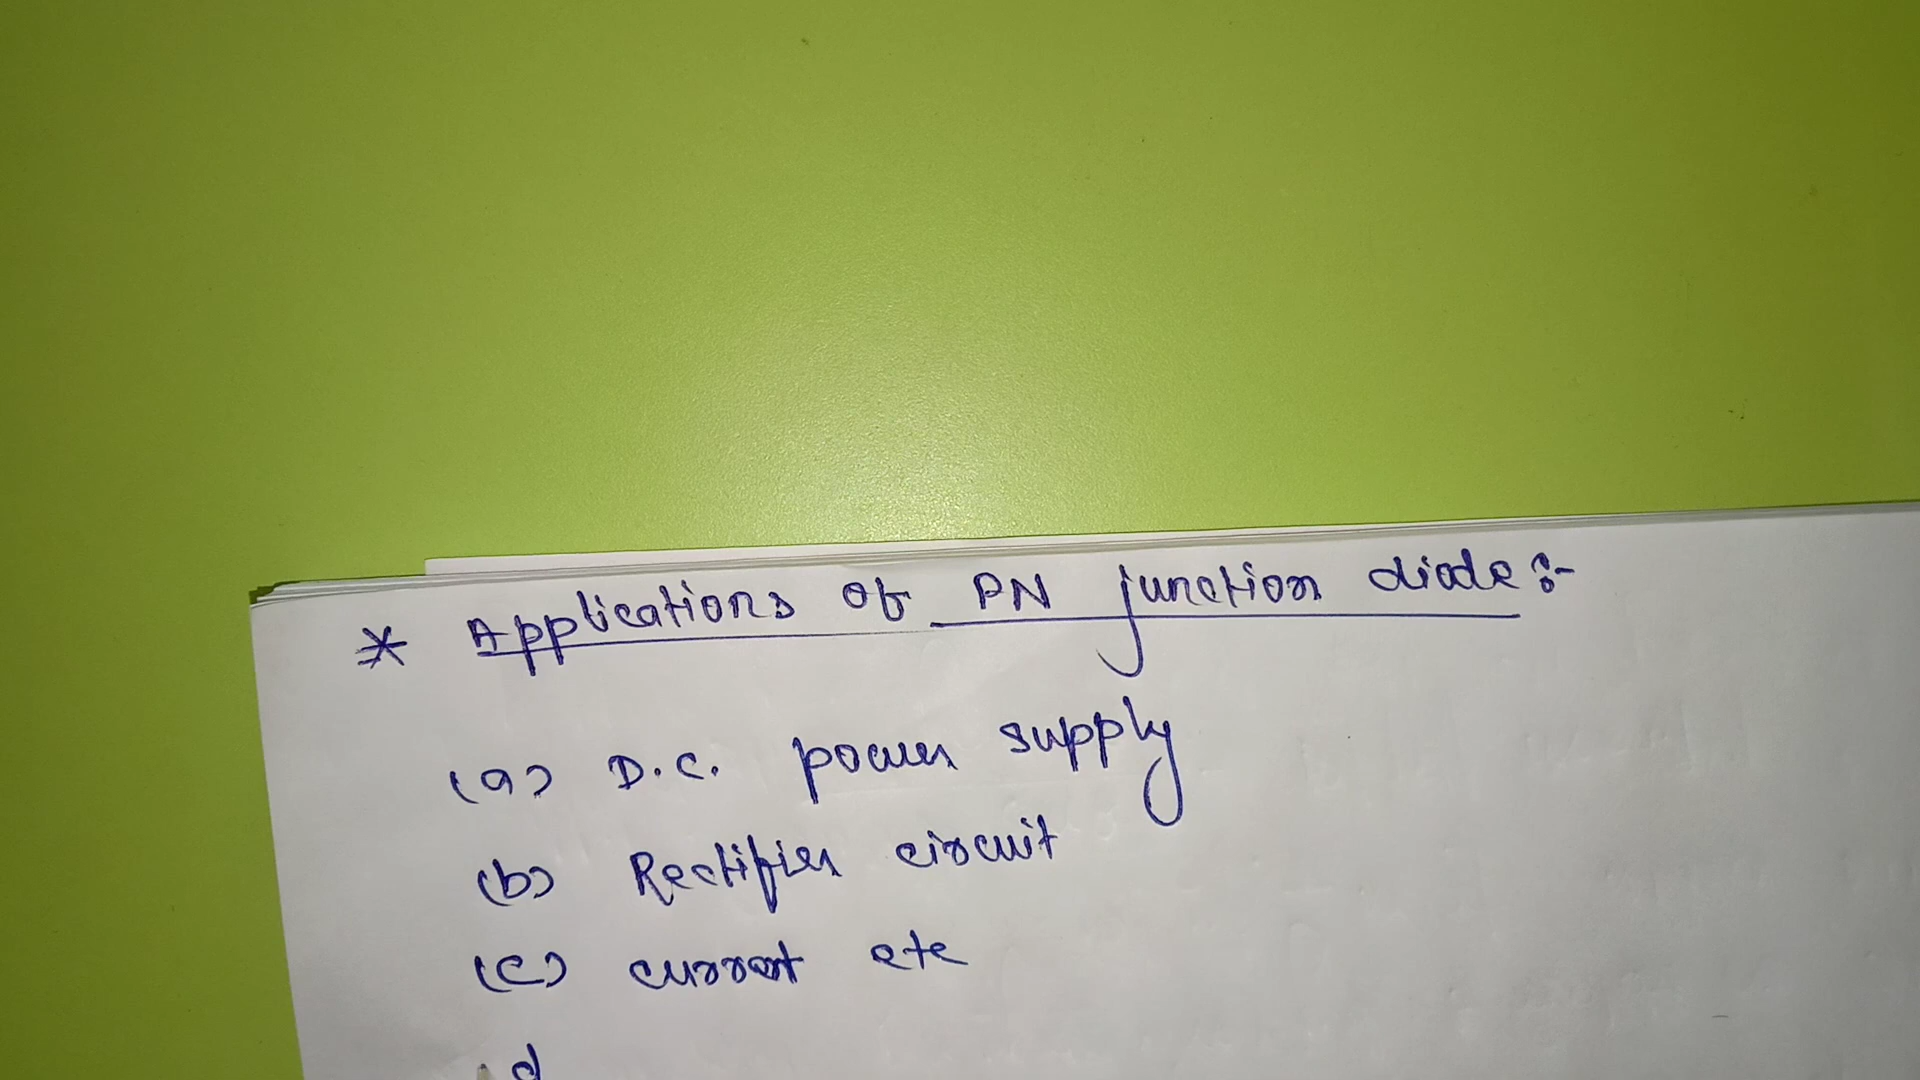 * Applications of PN junction diode :-
(a) D.C. power supply
(b) Rectifier circuit
(c) current etc
d